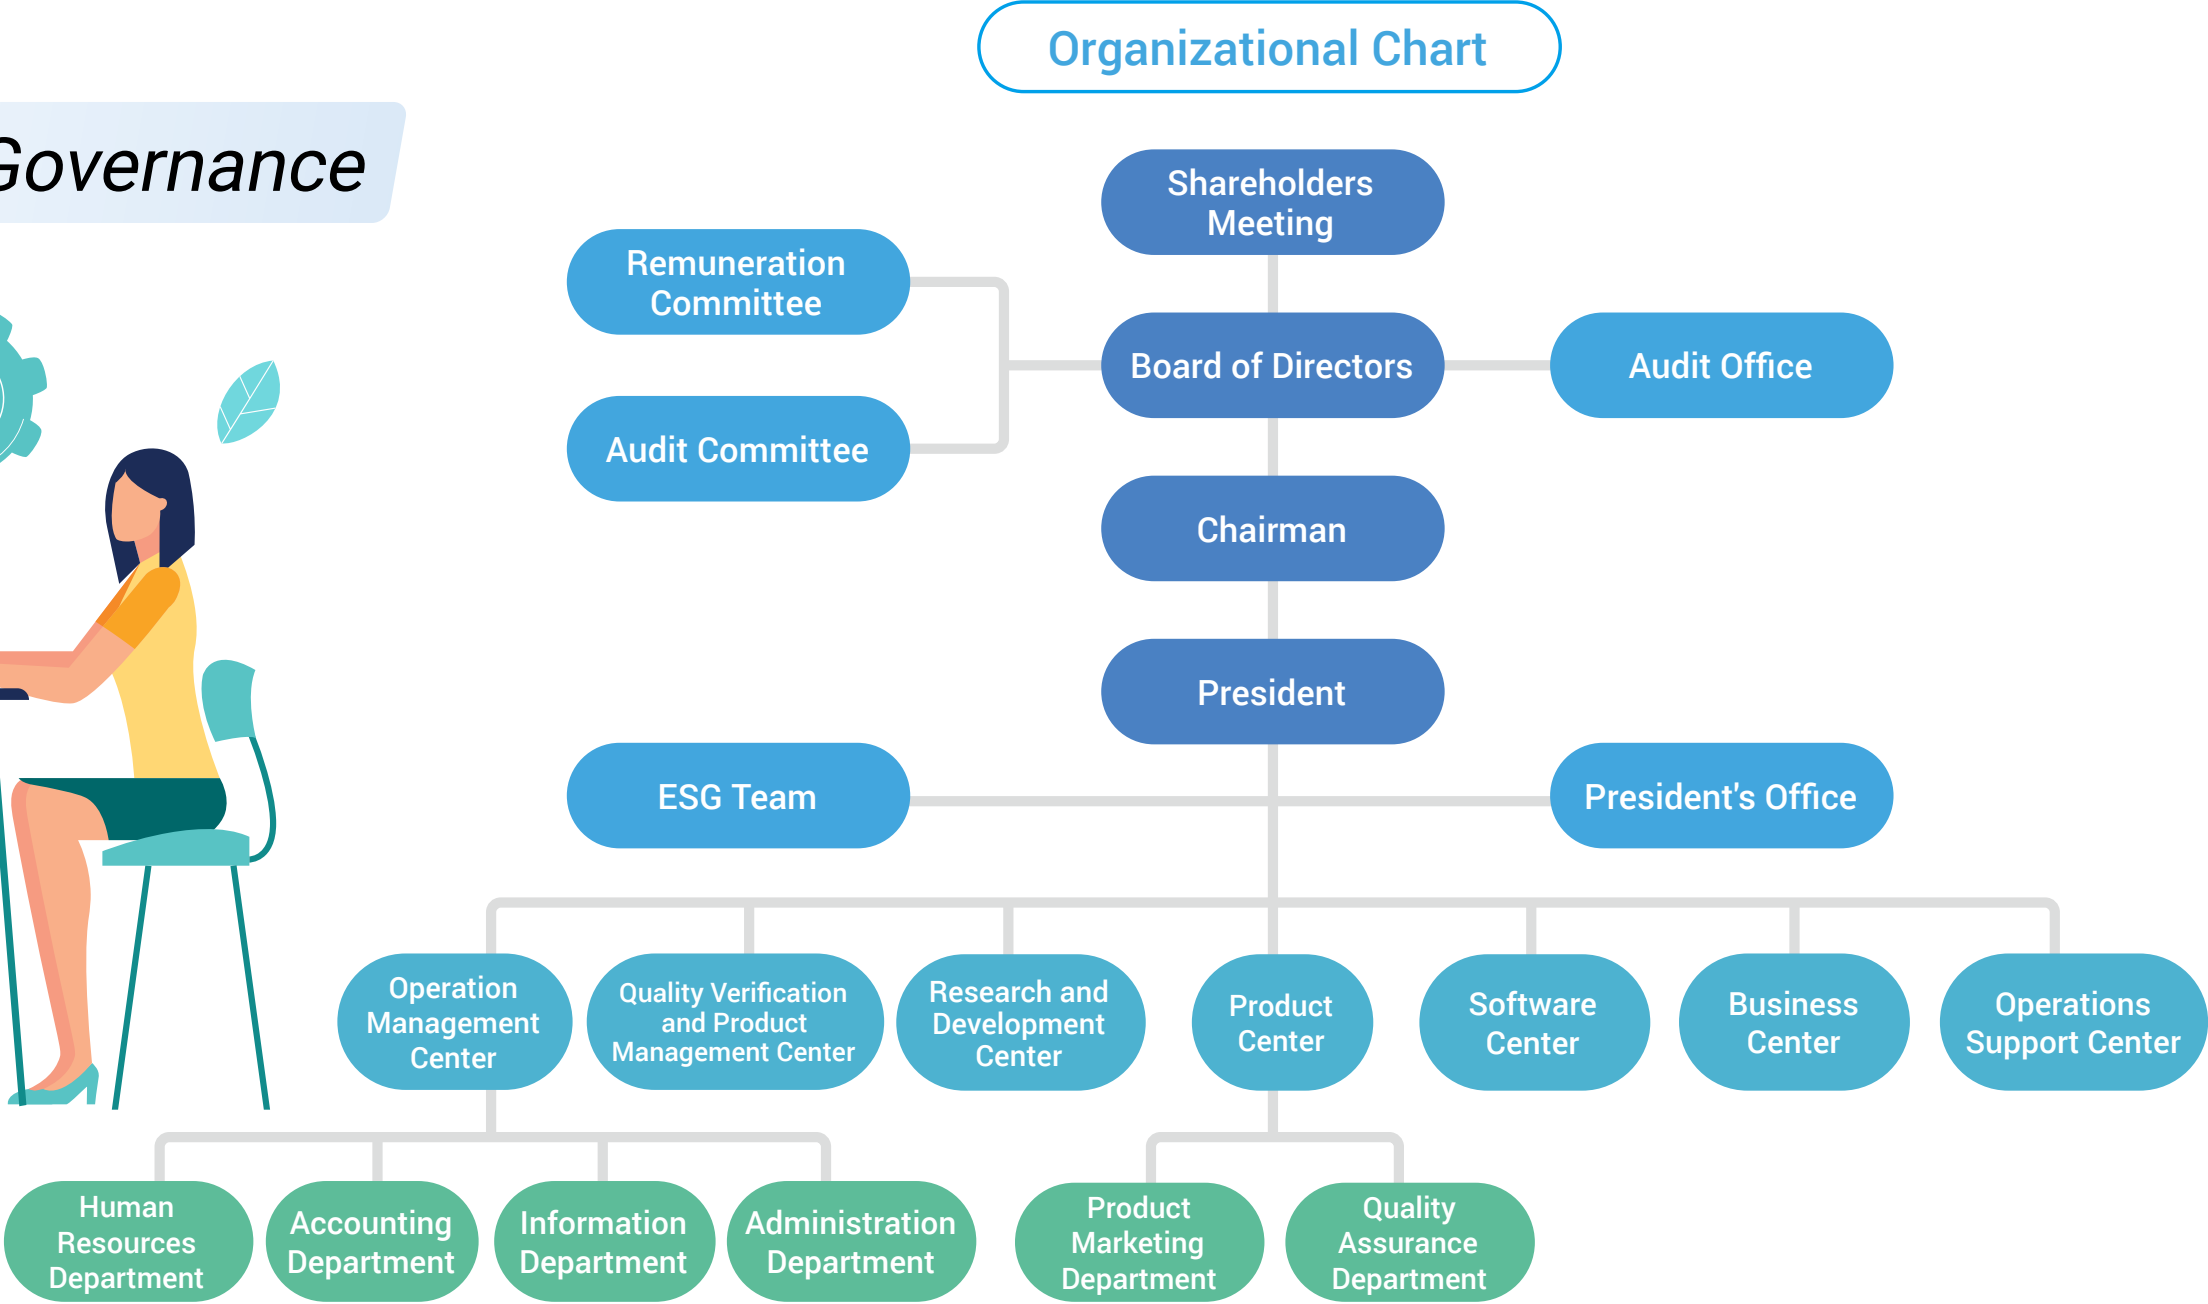 Organizational Chart
Governance
Shareholders
Meeting
Remuneration
Committee
Board of Directors
Audit Office
Audit Committee
Chairman
President
ESG Team
President's Office
Operation
Management
Center
Quality Verification
and Product
Management Center
Research and
Development
Center
Product
Center
Software
Center
Business
Center
Operations
Support Center
Human
Resources
Department
Accounting
Department
Information
Department
Administration
Department
Product
Marketing
Department
Quality
Assurance
Department